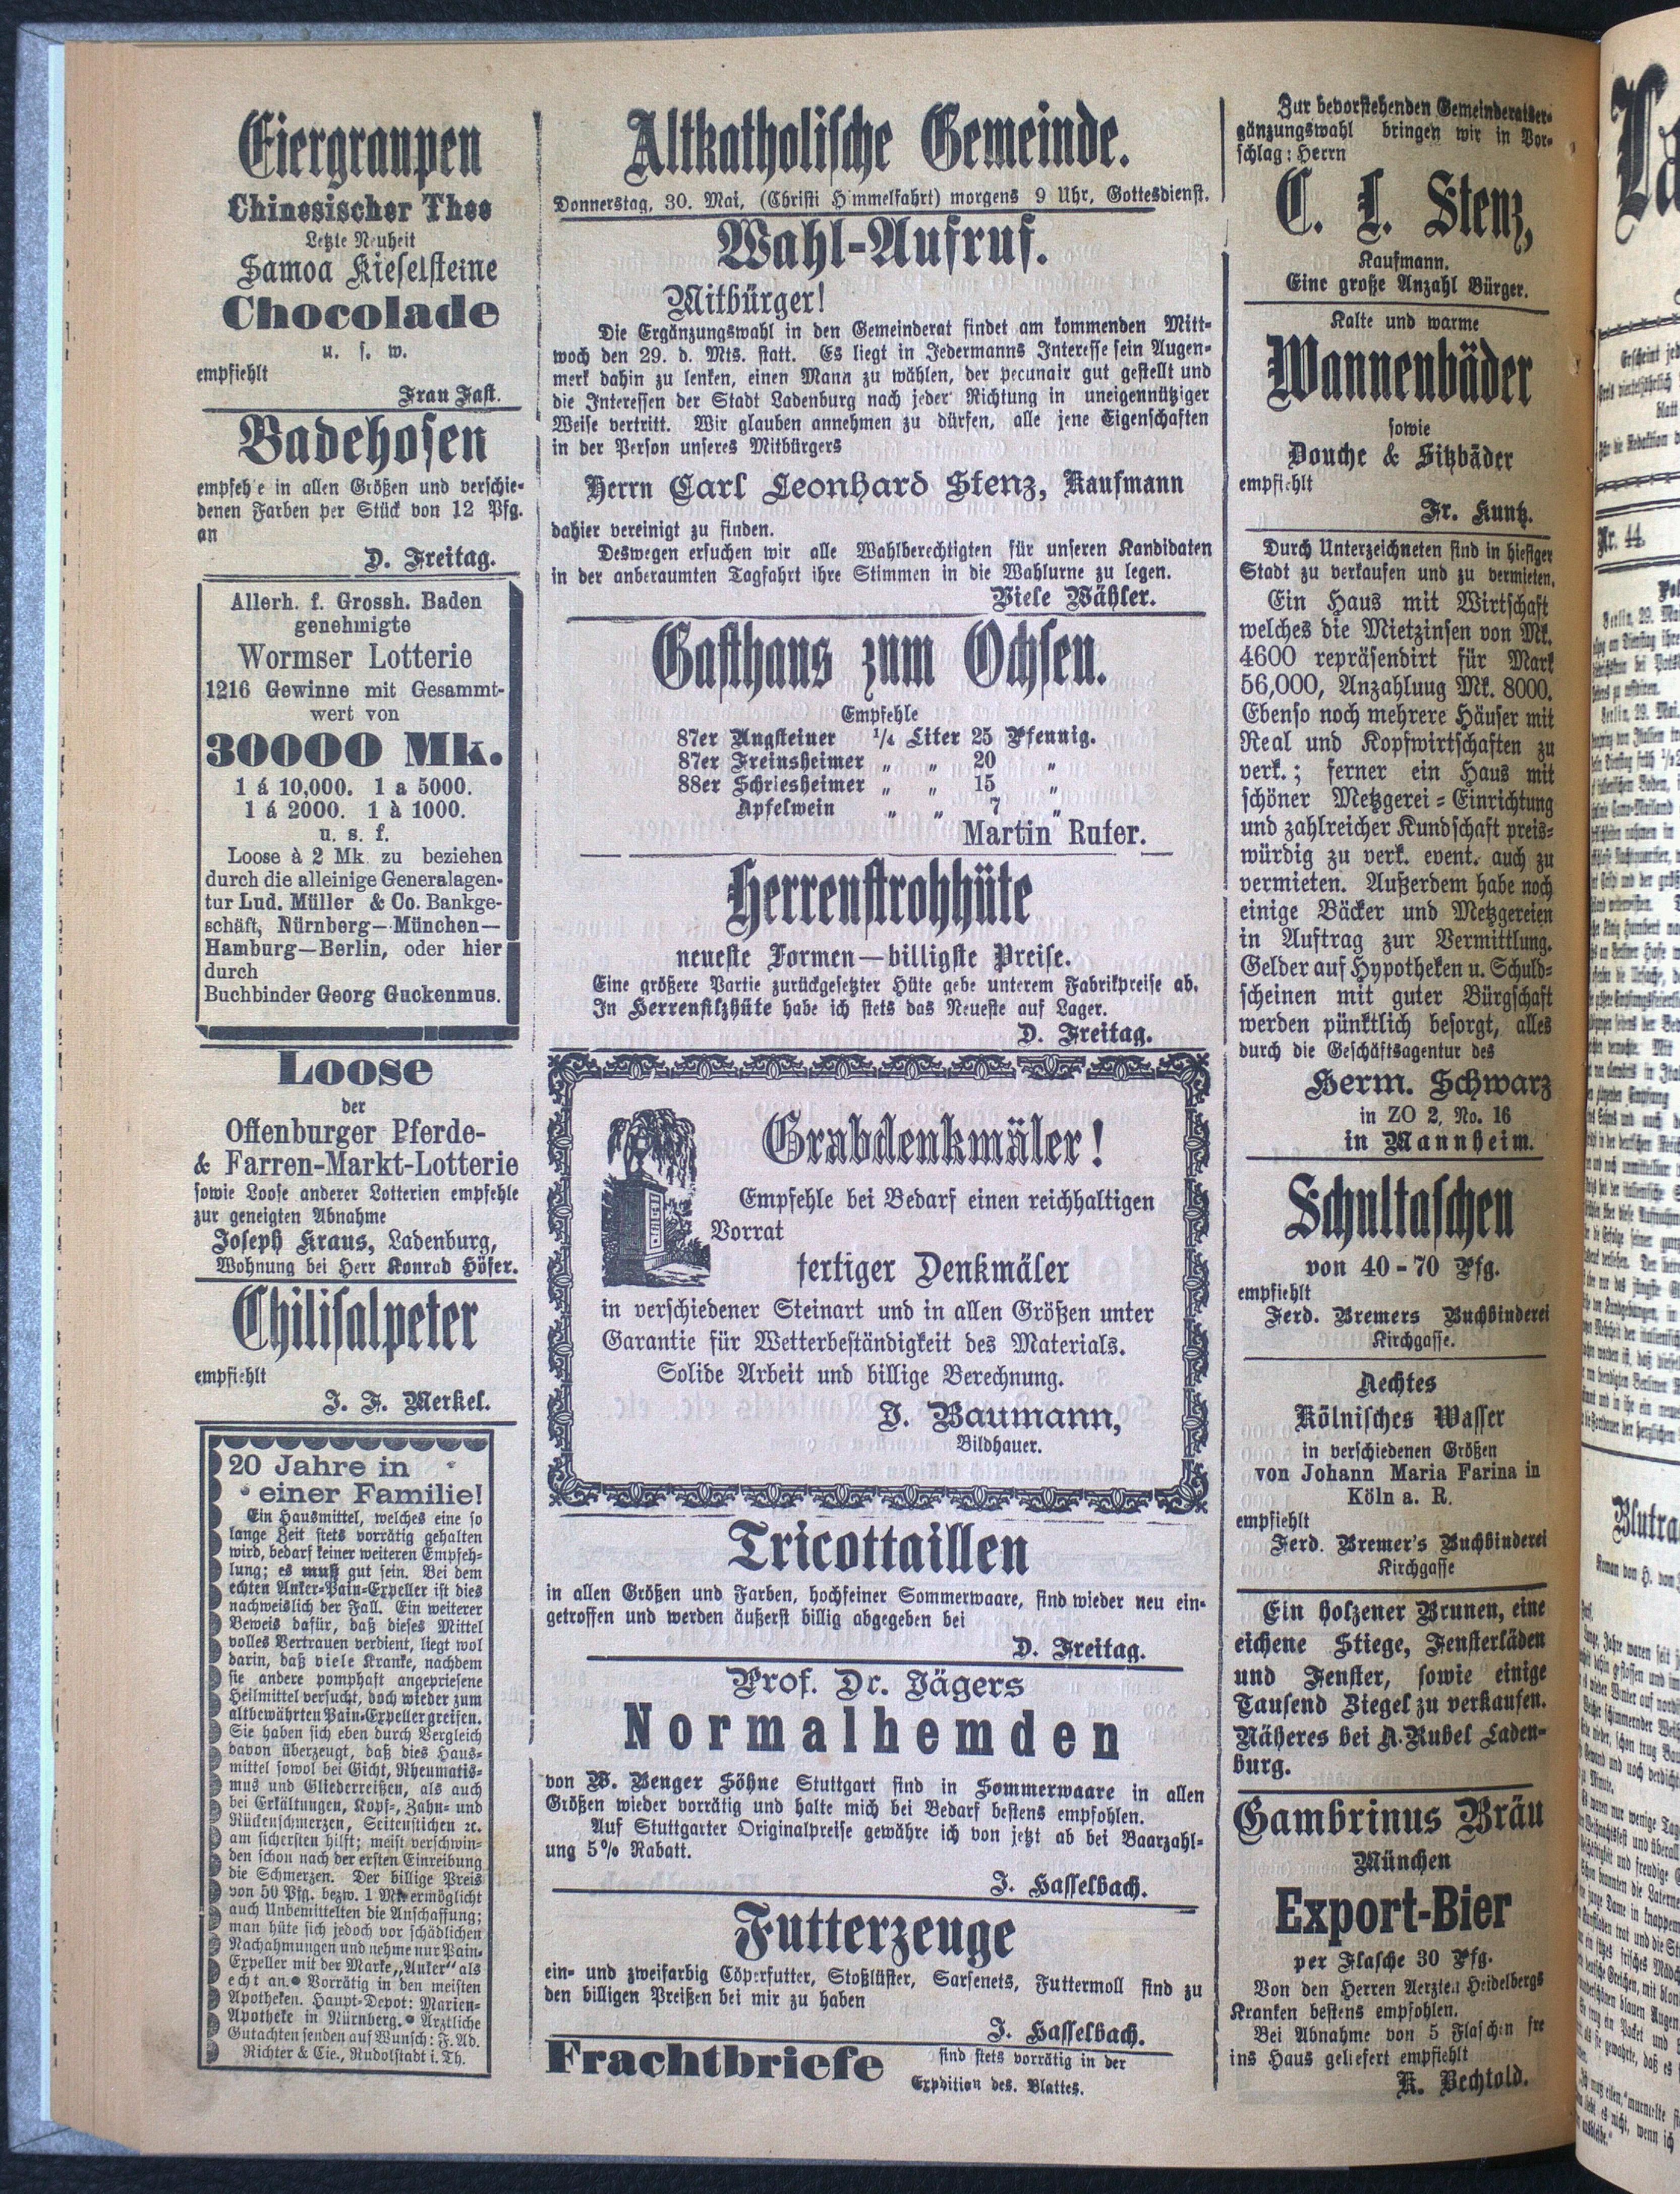 Eiergraupen
Chinesischer Thee
Letzte Neuheit
Samoa Kieselsteine
Chocolade
u. s. w.
empfiehlt
Frau Fast.
Badehosen
empfehle in allen Größen und verschie-
denen Farben per Stück von 12 Pfg.
an
D. Freitag.
Allerh. f. Grossh. Baden
genehmigte
Wormser Lotterie
1216 Gewinne mit Gesammt-
wert von
30000 Mk.
1 á 10,000. 1 a 5000.
1 á 2000. 1 à 1000.
u. s. f.
Loose à 2 Mk. zu beziehen
durch die alleinige Generalagen-
tur Lud. Müller & Co. Bankge-
schäft, Nürnberg—München—
Hamburg—Berlin, oder hier
durch
Buchbinder Georg Guckenmus.
Loose
der
Offenburger Pferde-
& Farren-Markt-Lotterie
sowie Loose anderer Lotterien empfehle
zur geneigten Abnahme
Joseph Kraus, Ladenburg,
Wohnung bei Herr Konrad Höfer.
Chilisalpeter
empfiehlt
J. F. Merkel.
20 Jahre in
einer Familie!
Ein Hausmittel, welches eine so
lange Zeit stets vorrätig gehalten
wird, bedarf keiner weiteren Empfeh-
lung; es muß gut sein. Bei dem
echten Anker-Pain-Expeller ist dies
nachweislich der Fall. Ein weiterer
Beweis dafür, daß dieses Mittel
volles Vertrauen verdient, liegt wol
darin, daß viele Kranke, nachdem
sie andere pomphaft angepriesene
Heilmittel versucht, doch wieder zum
altbewährten Pain-Expeller greifen.
Sie haben sich eben durch Vergleich
davon überzeugt, daß dies Haus-
mittel sowol bei Gicht, Rheumatis-
mus und Gliederreißen, als auch
bei Erkältungen, Kopf-, Zahn- und
Rückenschmerzen, Seitenstichen ꝛc.
am sichersten hilft; meist verschwin-
den schon nach der ersten Einreibung
die Schmerzen. Der billige Preis
von 50 Pfg. bezw. 1 Mk ermöglicht
auch Unbemittelten die Anschaffung;
man hüte sich jedoch vor schädlichen
Nachahmungen und nehme nur Pain-
Expeller mit der Marke „Anker“ als
echt an. Vorrätig in den meisten
Apotheken. Haupt-Depot: Marien-
Apotheke in Nürnberg. Ärztliche
Gutachten senden auf Wunsch: F. Ad.
Richter & Cie., Rudolstadt i. Th.
Altkatholische Gemeinde.
Donnerstag, 30. Mai, (Christi Himmelfahrt) morgens 9 Uhr, Gottesdienst.
Wahl-Aufruf.
Mitbürger!
Die Ergänzungswahl in den Gemeinderat findet am kommenden Mitt-
woch den 29. d. Mts. statt. Es liegt in Jedermanns Interesse sein Augen-
merk dahin zu lenken, einen Mann zu wählen, der pecunair gut gestellt und
die Interessen der Stadt Ladenburg nach jeder Richtung in uneigennütziger
Weise vertritt. Wir glauben annehmen zu dürfen, alle jene Eigenschaften
in der Person unseres Mitbürgers
Herrn Carl Leonhard Stenz, Kaufmann
dahier vereinigt zu finden.
Deswegen ersuchen wir alle Wahlberechtigten für unseren Kandidaten
in der anberaumten Tagfahrt ihre Stimmen in die Wahlurne zu legen.
Viele Wähler.
Gasthaus zum Ochsen.
Empfehle
87er Angsteiner ¼ Liter 25 Pfennig.
87er Freinsheimer „ „ 20 „
88er Schriesheimer „ „ 15 „
Apfelwein „ „ 7 „
Martin Rufer.
Herrenstrohhüte
neueste Formen—billigste Preise.
Eine größere Partie zurückgesetzter Hüte gebe unterem Fabrikpreise ab.
In Herrenfilzhüte habe ich stets das Neueste auf Lager.
D. Freitag.
Grabdenkmäler!
Empfehle bei Bedarf einen reichhaltigen
Vorrat
fertiger Denkmäler
in verschiedener Steinart und in allen Größen unter
Garantie für Wetterbeständigkeit des Materials.
Solide Arbeit und billige Berechnung.
J. Baumann,
Bildhauer.
Tricottaillen
in allen Größen und Farben, hochfeiner Sommerwaare, sind wieder neu ein-
getroffen und werden äußerst billig abgegeben bei
D. Freitag.
Prof. Dr. Jägers
Normalhemden
von W. Benger Söhne Stuttgart sind in Sommerwaare in allen
Größen wieder vorrätig und halte mich bei Bedarf bestens empfohlen.
Auf Stuttgarter Originalpreise gewähre ich von jetzt ab bei Baarzahl-
ung 5% Rabatt.
J. Hasselbach.
Futterzeuge
ein- und zweifarbig Cöperfutter, Stoßlüster, Sarsenets, Futtermoll sind zu
den billigen Preißen bei mir zu haben
J. Hasselbach.
Frachtbriefe sind stets vorrätig in der
Expdition des. Blattes.
Zur bevorstehenden Gemeinderatser-
gänzungswahl bringen wir in Vor-
schlag: Herrn
C. L. Stenz,
Kaufmann.
Eine große Anzahl Bürger.
Kalte und warme
Wannenbäder
sowie
Douche & Sitzbäder
empfiehlt
Fr. Kuntz.
Durch Unterzeichneten sind in hiesiger
Stadt zu verkaufen und zu vermieten.
Ein Haus mit Wirtschaft
welches die Mietzinsen von Mk.
4600 repräsendirt für Mark
56,000, Anzahluug Mk. 8000.
Ebenso noch mehrere Häuser mit
Real und Kopfwirtschaften zu
verk.; ferner ein Haus mit
schöner Metzgerei-Einrichtung
und zahlreicher Kundschaft preis-
würdig zu verk. event. auch zu
vermieten. Außerdem habe noch
einige Bäcker und Metzgereien
in Auftrag zur Vermittlung.
Gelder auf Hypotheken u. Schuld-
scheinen mit guter Bürgschaft
werden pünktlich besorgt, alles
durch die Geschäftsagentur des
Herm. Schwarz
in ZO 2, No. 16
in Mannheim.
Schultaschen
von 40-70 Pfg.
empfiehlt
Ferd. Bremers Buchbinderei
Kirchgasse.
Aechtes
Kölnisches Wasser
in verschiedenen Größen
von Johann Maria Farina in
Köln a. R.
empfiehlt
Ferd. Bremer's Buchbinderei
Kirchgasse
Ein holzener Brunen, eine
eichene Stiege, Fensterläden
und Fenster, sowie einige
Tausend Ziegel zu verkaufen.
Näheres bei A. Rubel Laden-
burg.
Gambrinus Bräu
München
Export-Bier
per Flasche 30 Pfg.
Von den Herren Aerzten Heidelbergs
Kranken bestens empfohlen.
Bei Abnahme von 5 Flaschen fre
ins Haus geliefert empfiehlt
K. Bechtold.
Nr. 44.
Berlin, 29. Mai